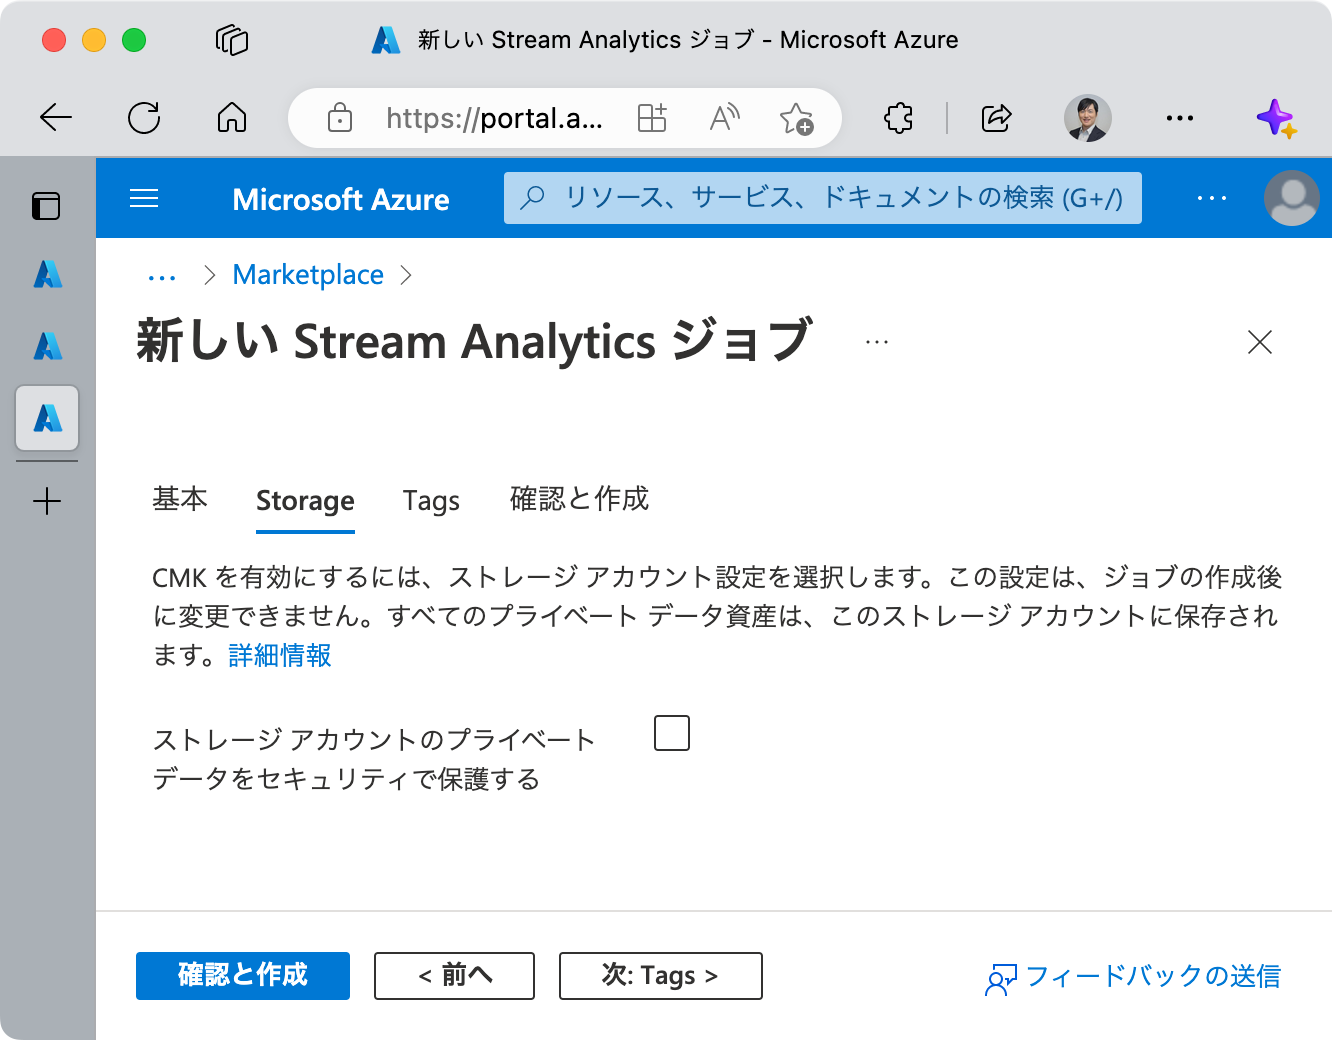 新しい Stream Analytics ジョブ - Microsoft Azure
https://portal.a...
Microsoft Azure
リソース、サービス、ドキュメントの検索 (G+/)
... > Marketplace >
新しい Stream Analytics ジョブ ...
基本 Storage Tags 確認と作成
CMK を有効にするには、ストレージ アカウント設定を選択します。この設定は、ジョブの作成後
に変更できません。すべてのプライベート データ資産は、このストレージ アカウントに保存され
ます。詳細情報
ストレージ アカウントのプライベート
データをセキュリティで保護する
確認と作成
< 前へ
次: Tags >
フィードバックの送信